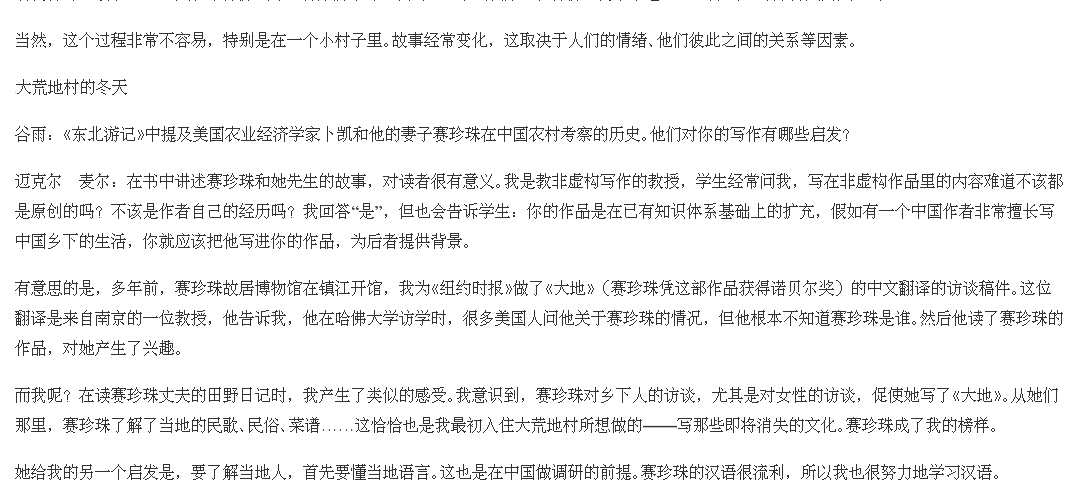 当然，这个过程非常不容易，特别是在一个小村子里。故事经常变化，这取决于人们的情绪、他们彼此之间的关系等因素。
大荒地村的冬天
谷雨：《东北游记》中提及美国农业经济学家卜凯和他的妻子赛珍珠在中国农村考察的历史。他们对你的写作有哪些启发？
迈克尔　麦尔：在书中讲述赛珍珠和她先生的故事，对读者很有意义。我是教非虚构写作的教授，学生经常问我，写在非虚构作品里的内容难道不该都
是原创的吗？不该是作者自己的经历吗？我回答“是”，但也会告诉学生：你的作品是在已有知识体系基础上的扩充，假如有一个中国作者非常擅长写
中国乡下的生活，你就应该把他写进你的作品，为后者提供背景。
有意思的是，多年前，赛珍珠故居博物馆在镇江开馆，我为《纽约时报》做了《大地》（赛珍珠凭这部作品获得诺贝尔奖）的中文翻译的访谈稿件。这位
翻译是来自南京的一位教授，他告诉我，他在哈佛大学访学时，很多美国人问他关于赛珍珠的情况，但他根本不知道赛珍珠是谁。然后他读了赛珍珠的
作品，对她产生了兴趣。
而我呢？在读赛珍珠丈夫的田野日记时，我产生了类似的感受。我意识到，赛珍珠对乡下人的访谈，尤其是对女性的访谈，促使她写了《大地》。从她们
那里，赛珍珠了解了当地的民歌、民俗、菜谱……这恰恰也是我最初入住大荒地村所想做的——写那些即将消失的文化。赛珍珠成了我的榜样。
她给我的另一个启发是，要了解当地人，首先要懂当地语言。这也是在中国做调研的前提。赛珍珠的汉语很流利，所以我也很努力地学习汉语。